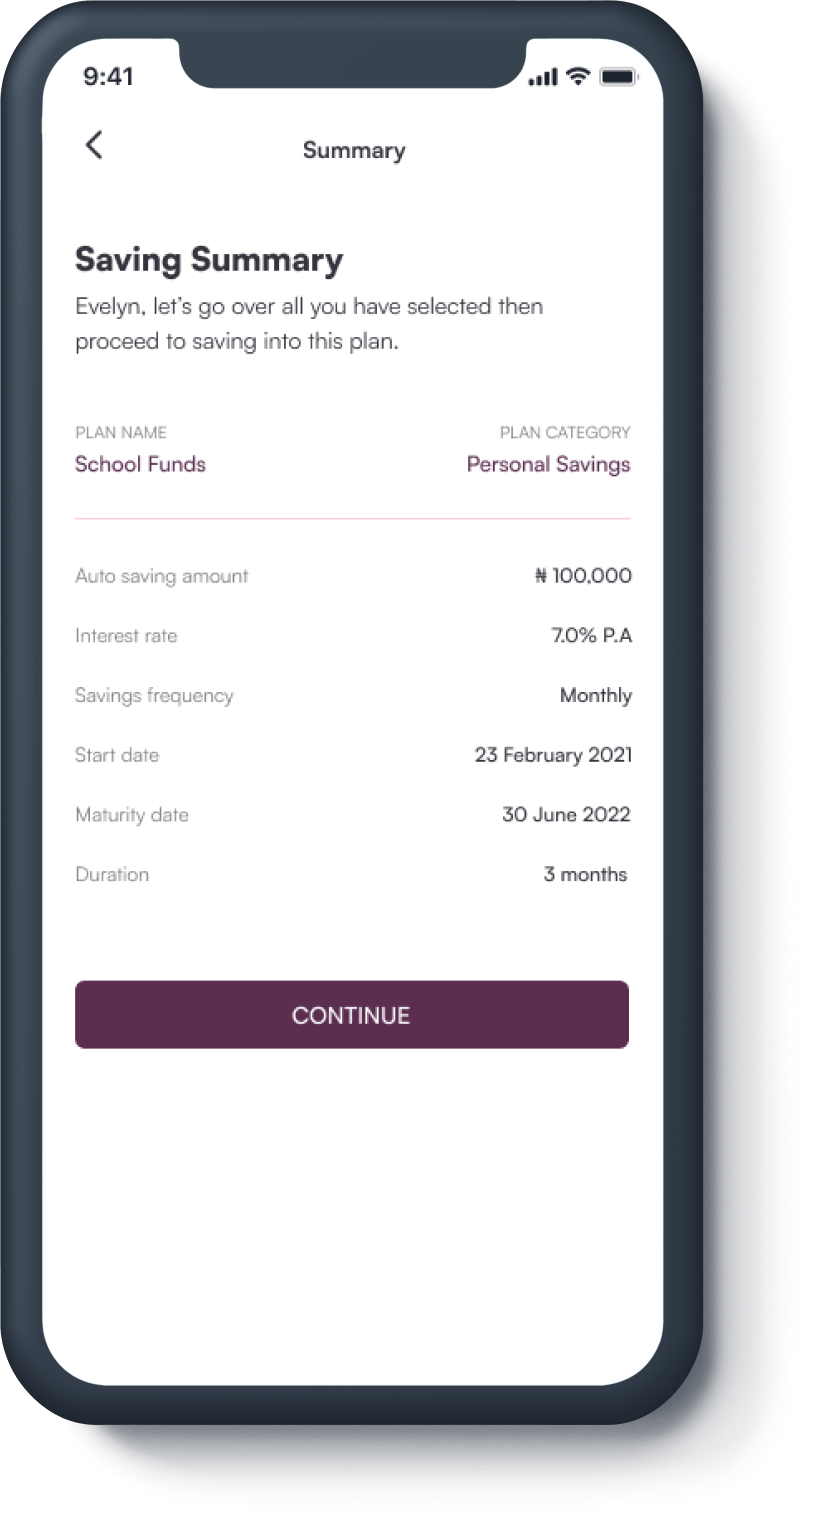 9:41
Summary
Saving Summary
Evelyn, let’s go over all you have selected then
proceed to saving into this plan.
PLAN NAME PLAN CATEGORY
School Funds Personal Savings
Auto saving amount ₦ 100,000
Interest rate 7.0% P.A
Savings frequency Monthly
Start date 23 February 2021
Maturity date 30 June 2022
Duration 3 months
CONTINUE